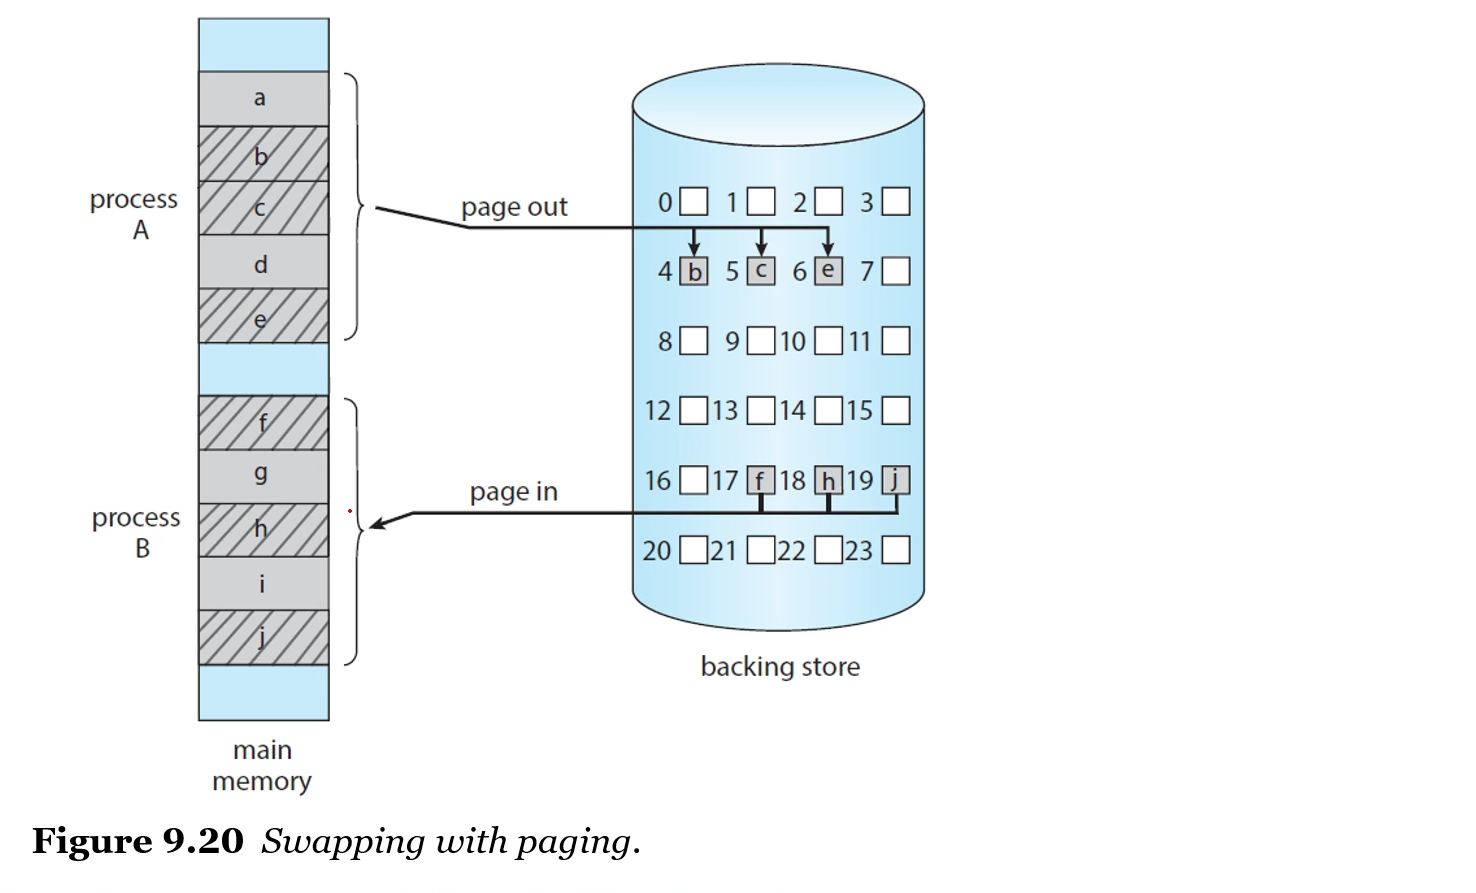 a
b
c
d
e
process
A
f
g
h
i
j
process
B
main
memory
page out
page in
0 1 2 3
4 b 5 c 6 e 7
8 9 10 11
12 13 14 15
16 17 f 18 h 19 j
20 21 22 23
backing store
Figure 9.20 Swapping with paging.